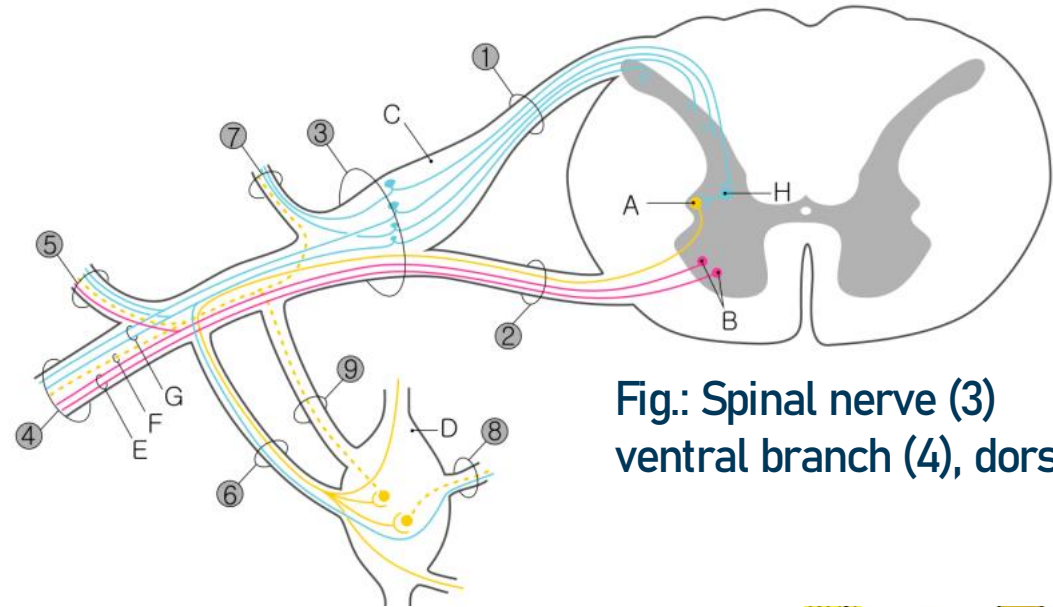 1
C
3
7
H
A
5
B
2
G
F
E
4
9
D
8
6
Fig.: Spinal nerve (3)
ventral branch (4), dors